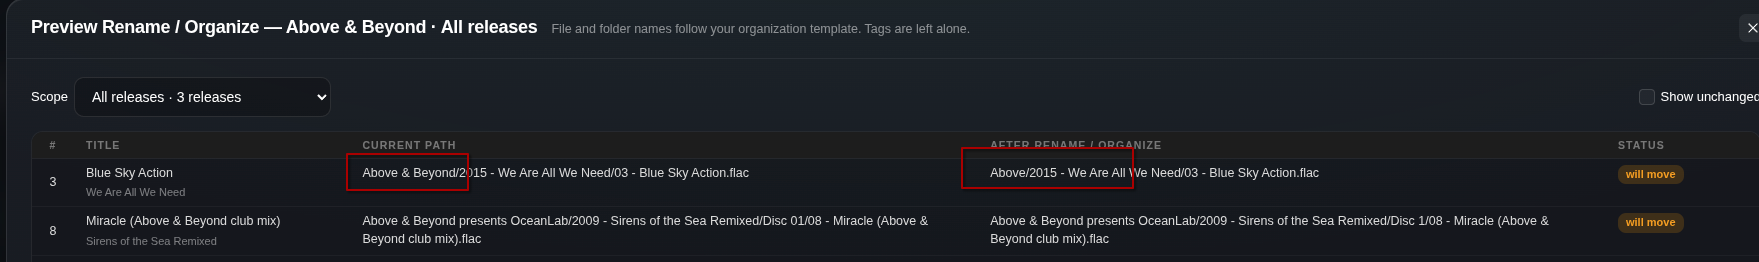 Preview Rename / Organize — Above & Beyond · All releases File and folder names follow your organization template. Tags are left alone. ×
Scope All releases · 3 releases Show unchanged
# TITLE CURRENT PATH AFTER RENAME / ORGANIZE STATUS
3 Blue Sky Action Above & Beyond/2015 - We Are All We Need/03 - Blue Sky Action.flac Above/2015 - We Are All We Need/03 - Blue Sky Action.flac will move
We Are All We Need
8 Miracle (Above & Beyond club mix) Above & Beyond presents OceanLab/2009 - Sirens of the Sea Remixed/Disc 01/08 - Miracle (Above & Above & Beyond presents OceanLab/2009 - Sirens of the Sea Remixed/Disc 1/08 - Miracle (Above & will move
Sirens of the Sea Remixed Beyond club mix).flac Beyond club mix).flac